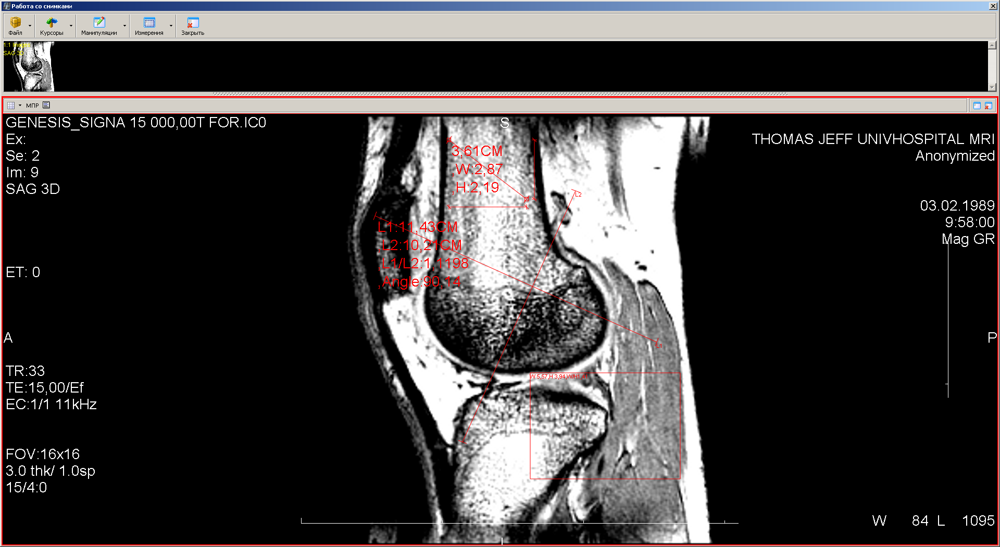 Работа со снимками
Файл Курсоры Манипуляции Измерения Закрыть
1:1
SAG 3D
МПР
GENESIS_SIGNA 15 000,00T FOR.IC0
Ex:
Se: 2
Im: 9
SAG 3D
ET: 0
A
TR:33
TE:15,00/Ef
EC:1/1 11kHz
FOV:16x16
3.0 thk/ 1.0sp
15/4:0
S
3,61CM
,W:2,87
,H:2,19
L2
L1:11,43CM
,L2:10,21CM
,L1/L2:1,1198
,Angle:90,14
L1
W 5,57,H 3,94,W/H1,41
I
THOMAS JEFF UNIVHOSPITAL MRI
Anonymized
03.02.1989
9:58:00
Mag GR
P
W 84 L 1095